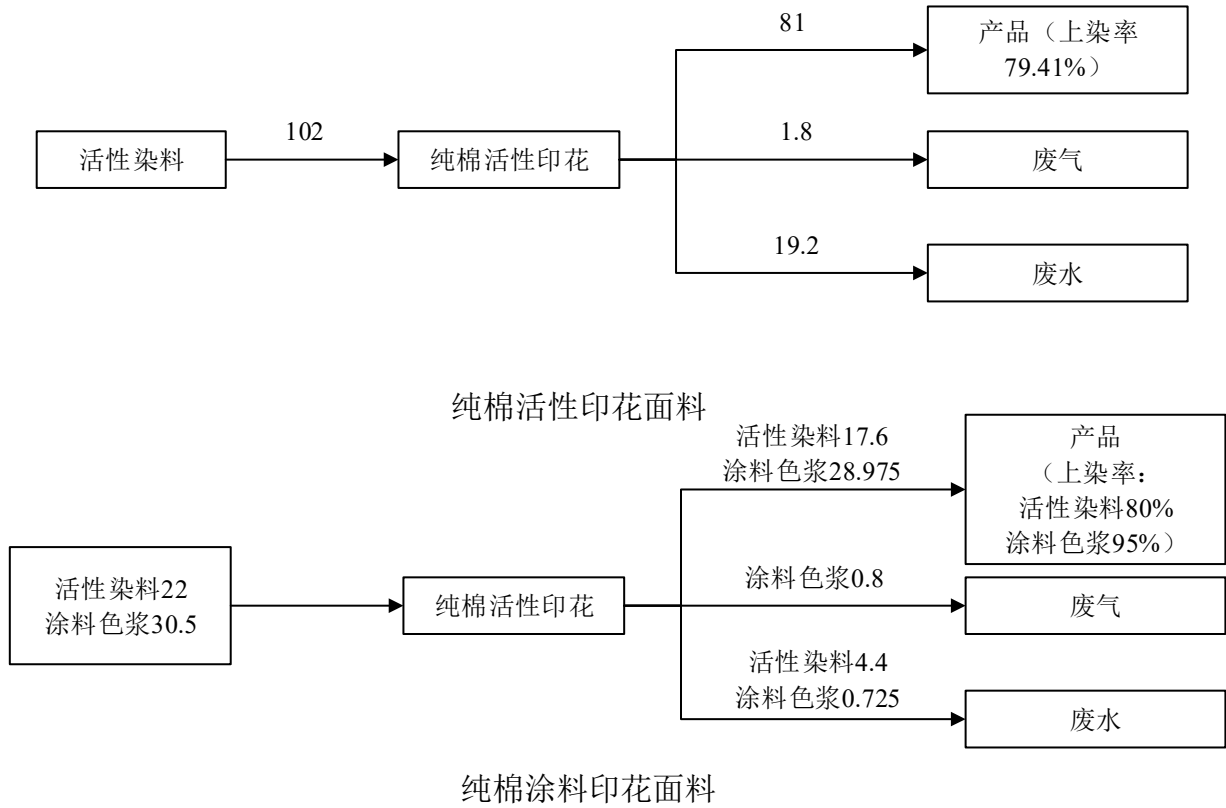 81
产品（上染率
79.41%）
102
活性染料
纯棉活性印花
1.8
废气
19.2
废水
纯棉活性印花面料
活性染料17.6
涂料色浆28.975
产品
（上染率：
活性染料80%
涂料色浆95%）
活性染料22
涂料色浆30.5
纯棉活性印花
涂料色浆0.8
废气
活性染料4.4
涂料色浆0.725
废水
纯棉涂料印花面料